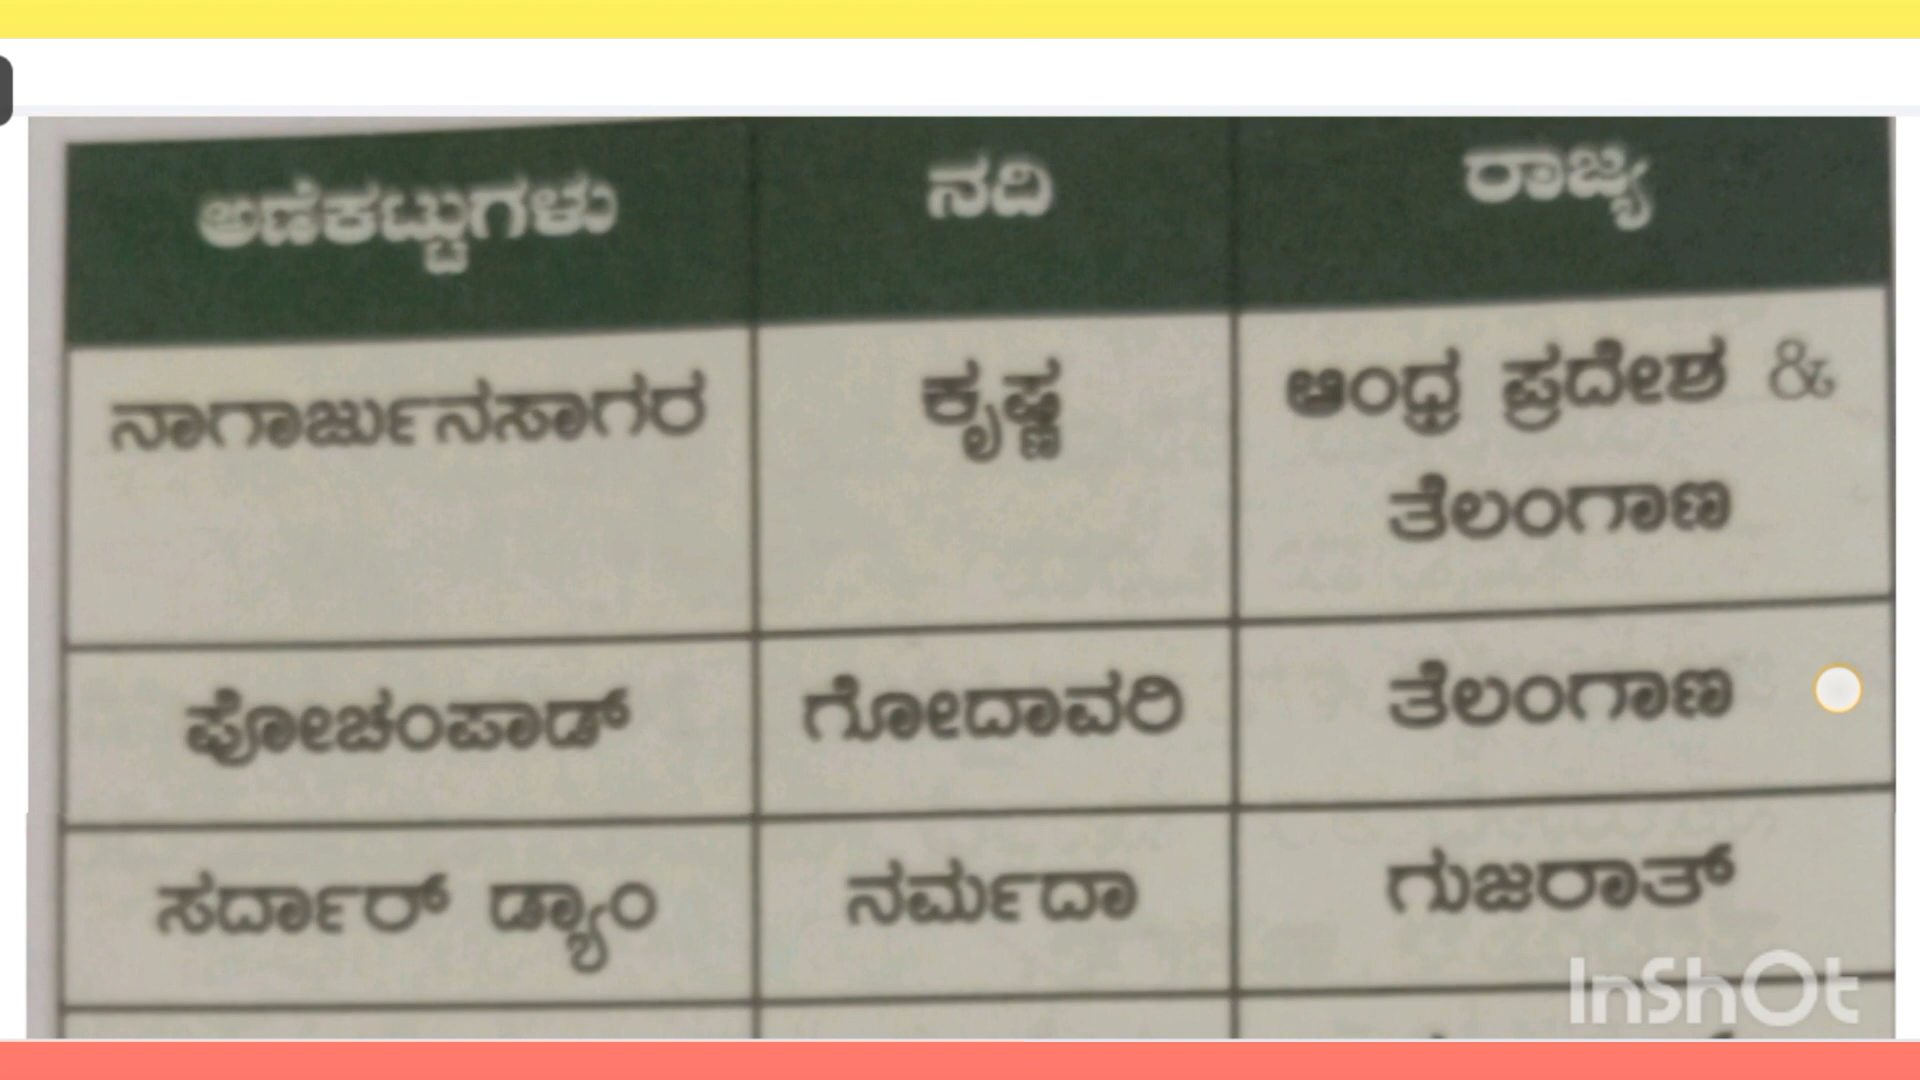 ಅಣೆಕಟ್ಟುಗಳು ನದಿ ರಾಜ್ಯ
ನಾಗಾರ್ಜುನಸಾಗರ ಕೃಷ್ಣ ಆಂಧ್ರ ಪ್ರದೇಶ &
ತೆಲಂಗಾಣ
ಪೋಚಂಪಾಡ್ ಗೋದಾವರಿ ತೆಲಂಗಾಣ
ಸರ್ದಾರ್ ಡ್ಯಾಂ ನರ್ಮದಾ ಗುಜರಾತ್
InShOt